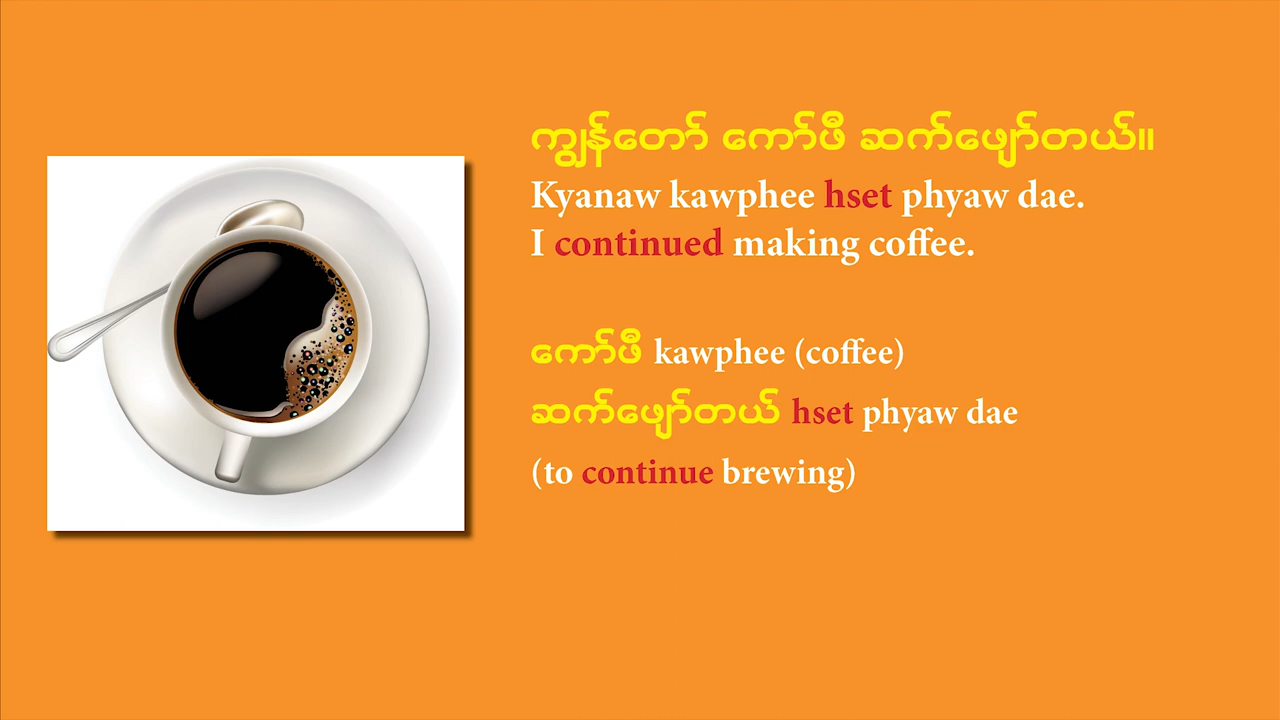 ကျွန်တော် ကော်ဖီ ဆက်ဖျော်တယ်။
Kyanaw kawphee hset phyaw dae.
I continued making coffee.
ကော်ဖီ kawphee (coffee)
ဆက်ဖျော်တယ် hset phyaw dae
(to continue brewing)